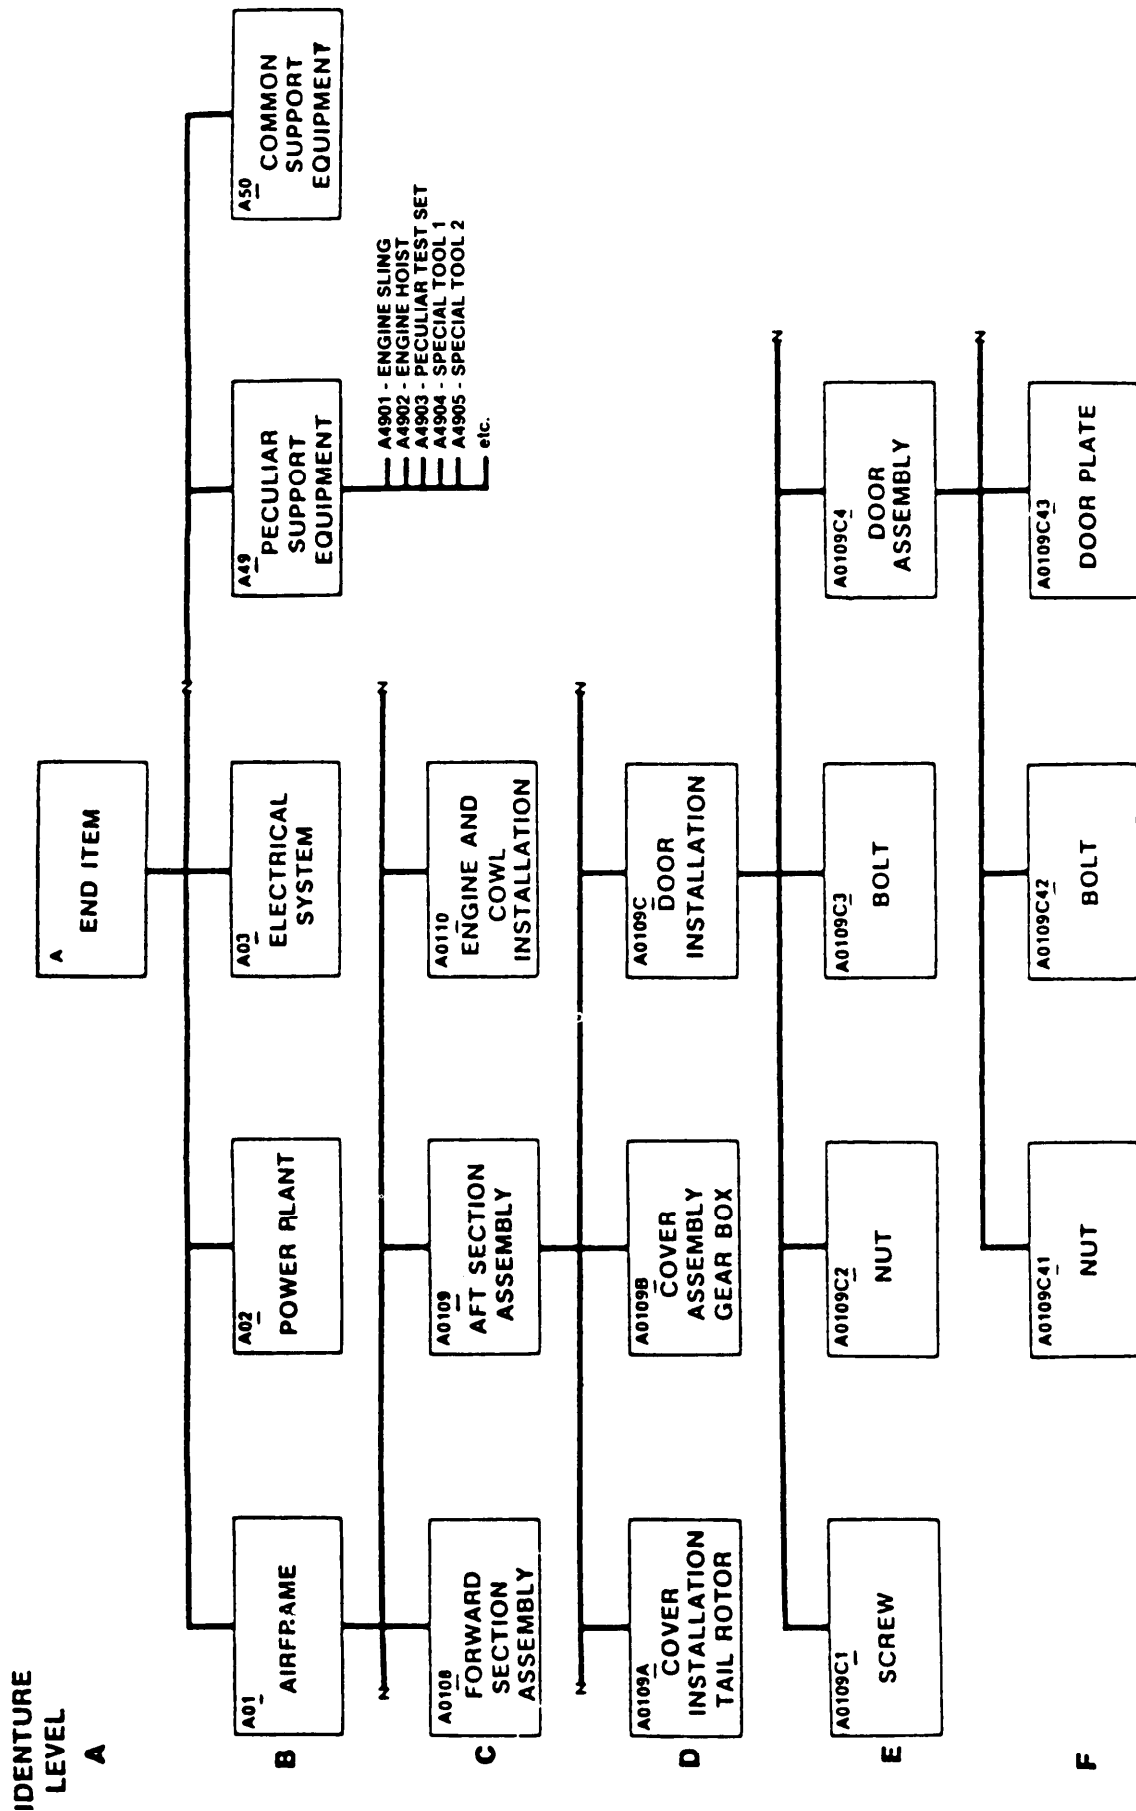 IDENTURE
LEVEL
A
A
END ITEM
B
A01
AIRFRAME
A02
POWER PLANT
A03
ELECTRICAL
SYSTEM
A49
PECULIAR
SUPPORT
EQUIPMENT
A50
COMMON
SUPPORT
EQUIPMENT
A4901 - ENGINE SLING
A4902 - ENGINE HOIST
A4903 - PECULIAR TEST SET
A4904 - SPECIAL TOOL 1
A4905 - SPECIAL TOOL 2
etc.
C
A0108
FORWARD
SECTION
ASSEMBLY
A0109
AFT SECTION
ASSEMBLY
A0110
ENGINE AND
COWL
INSTALLATION
D
A0109A
COVER
INSTALLATION
TAIL ROTOR
A0109B
COVER
ASSEMBLY
GEAR BOX
A0109C
DOOR
INSTALLATION
E
A0109C1
SCREW
A0109C2
NUT
A0109C3
BOLT
A0109C4
DOOR
ASSEMBLY
F
A0109C41
NUT
A0109C42
BOLT
A0109C43
DOOR PLATE